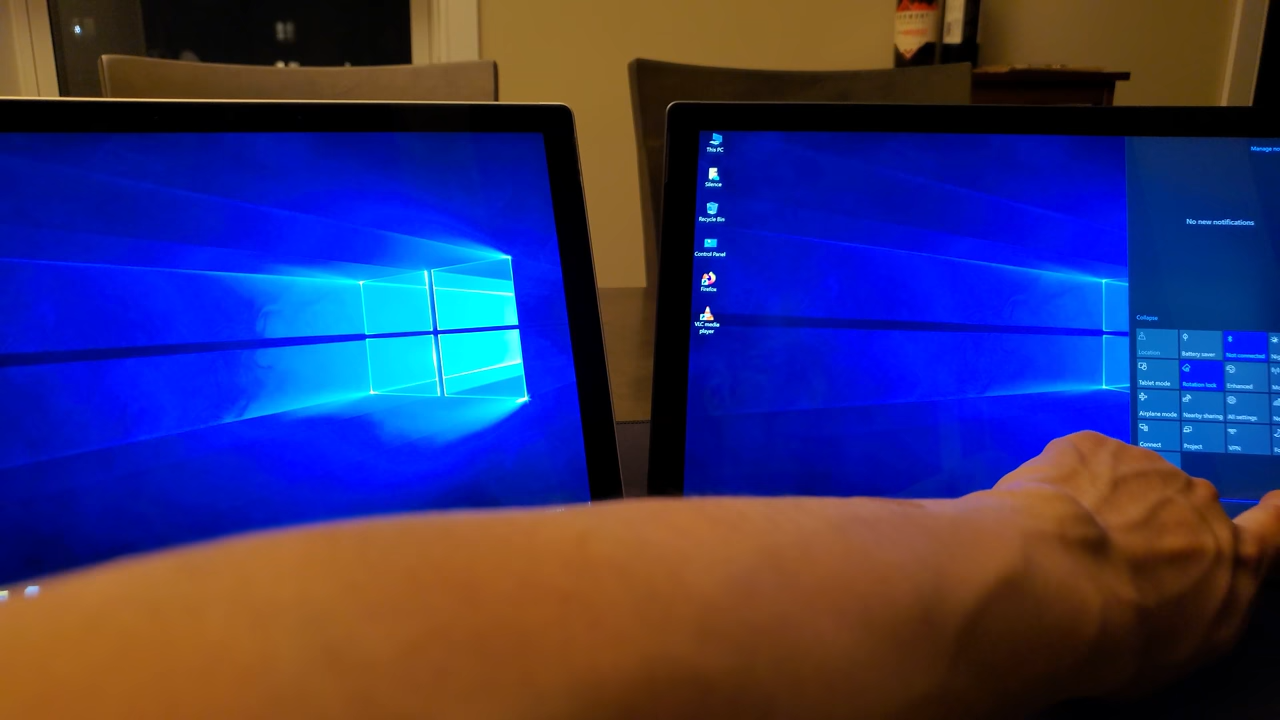 This PC
Silence
Recycle Bin
Control Panel
Firefox
VLC media
player
Manage
No new notifications
Collapse
Location
Battery saver
Not connected
Tablet mode
Rotation lock
Enhanced
Airplane mode
Nearby sharing
All settings
Connect
Project
VPN